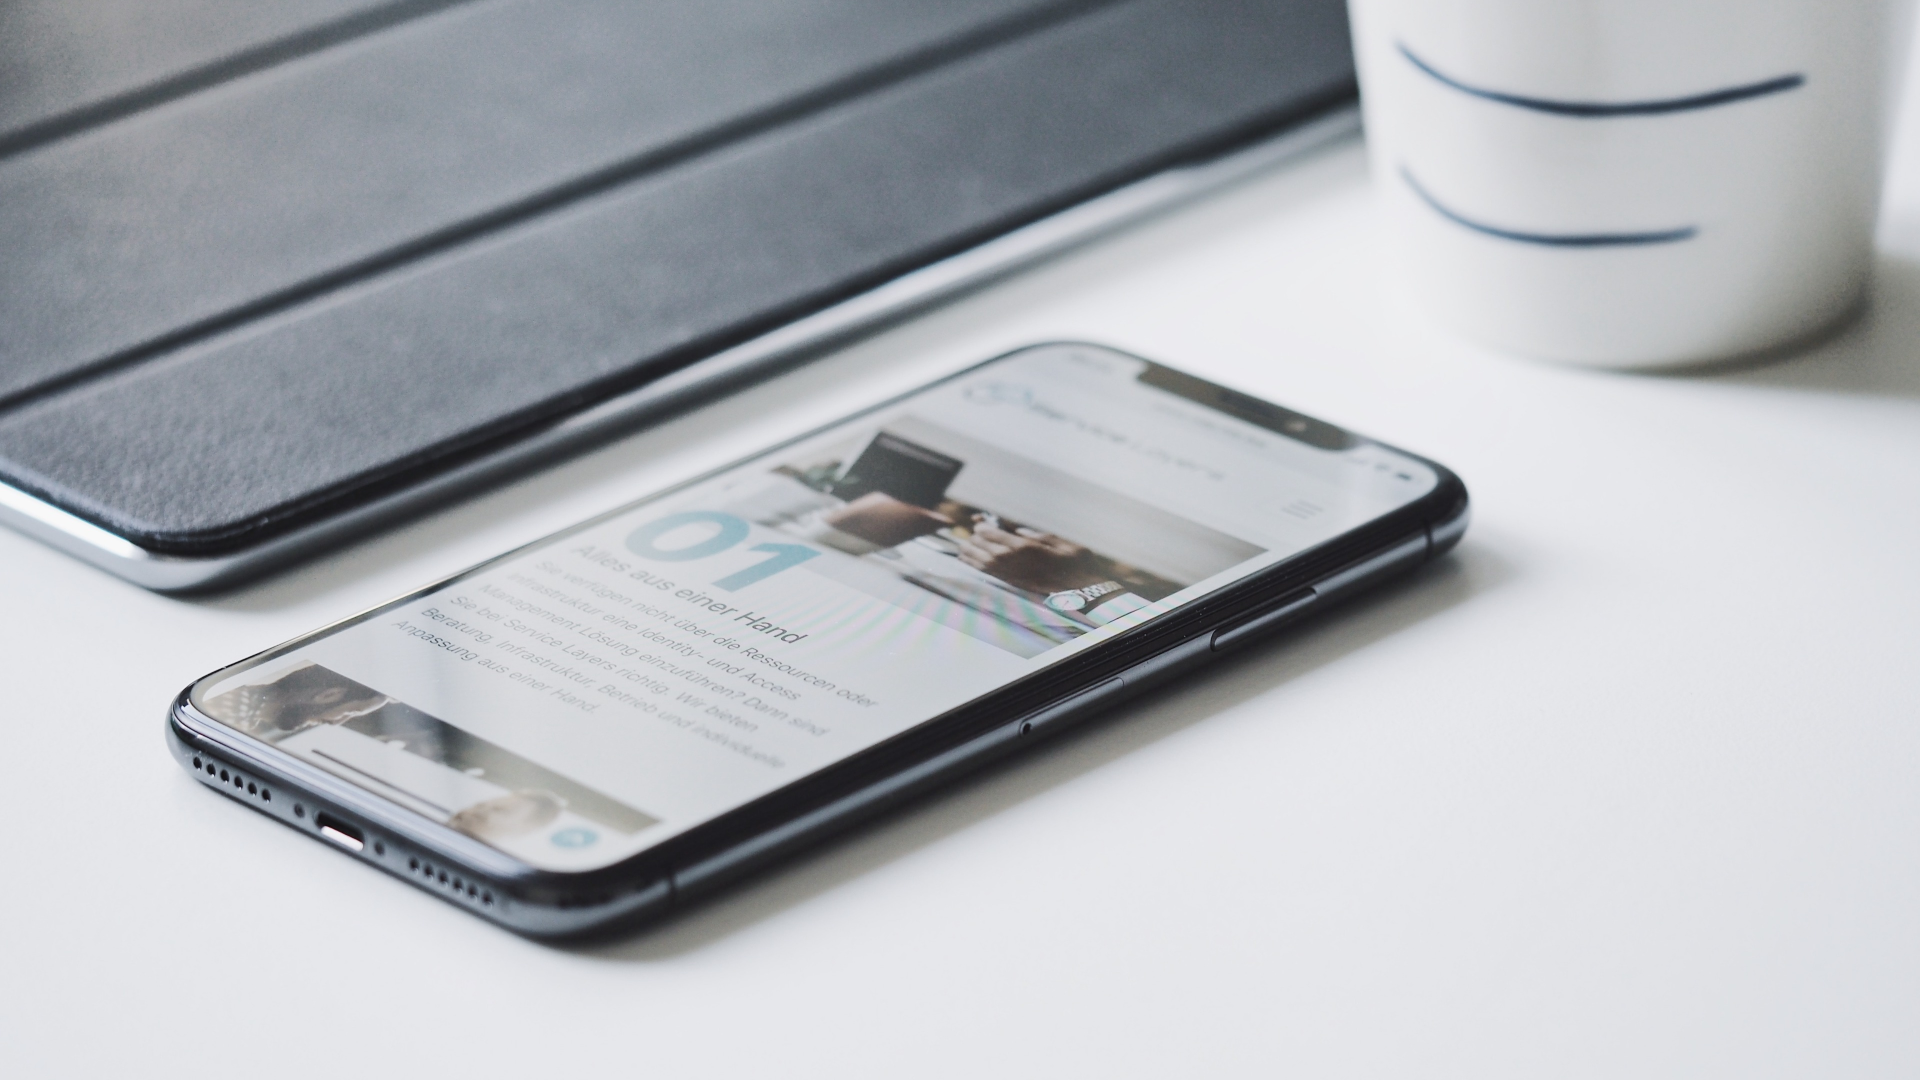 Service Layers
01
Alles aus einer Hand
Sie verfügen nicht über die Ressourcen oder
Infrastruktur eine Identity- und Access
Management Lösung einzuführen? Dann sind
Sie bei Service Layers richtig. Wir bieten
Beratung, Infrastruktur, Betrieb und individuelle
Anpassung aus einer Hand.